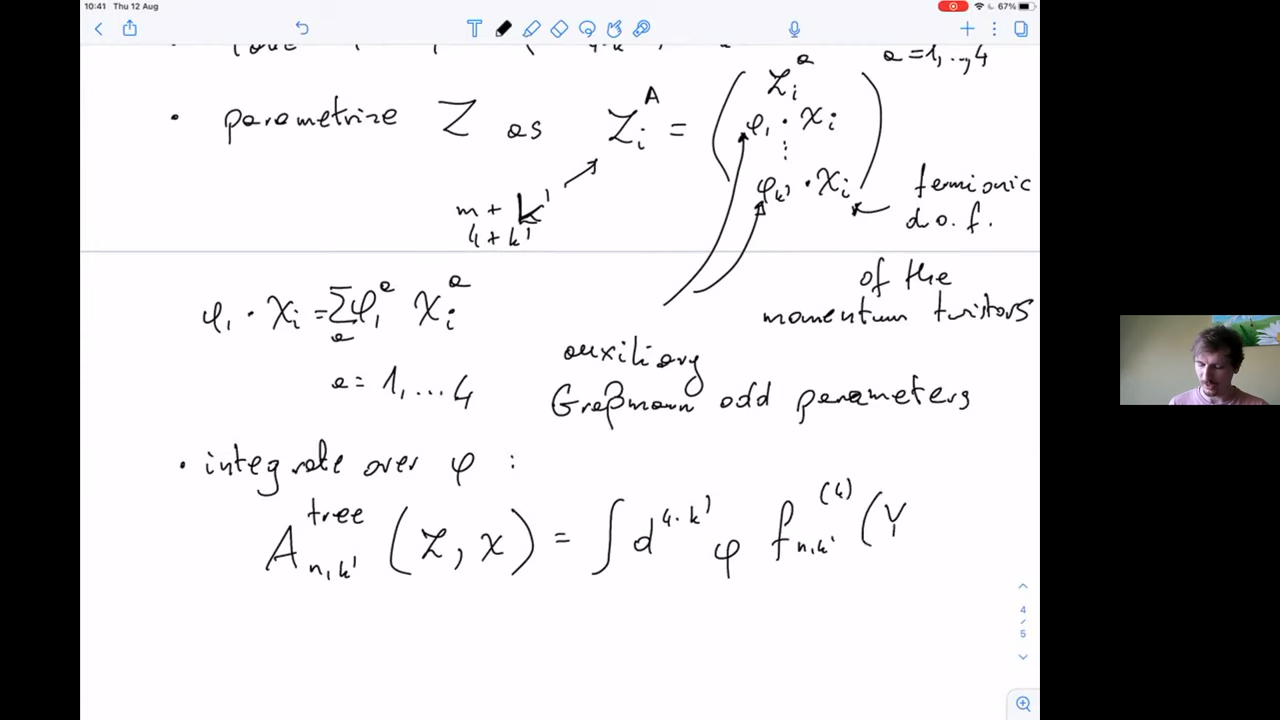 10:41 Thu 12 Aug
67%
a = 1, ..., 4
• parametrize Z as Z_i^A = ( z_i^a
φ_1 · χ_i
⋮
φ_k' · χ_i )
m + k'
4 + k'
fermionic
d.o.f.
of the
momentum twistors
φ_1 · χ_i = Σ_a φ_1^a χ_i^a
a = 1, ... 4
auxiliary
Graßmann odd parameters
• integrate over φ :
A_{n,k'}^{tree} (z, χ) = ∫ d^{4·k'} φ f_{n,k'}^{(4)} (Y
4
/
5